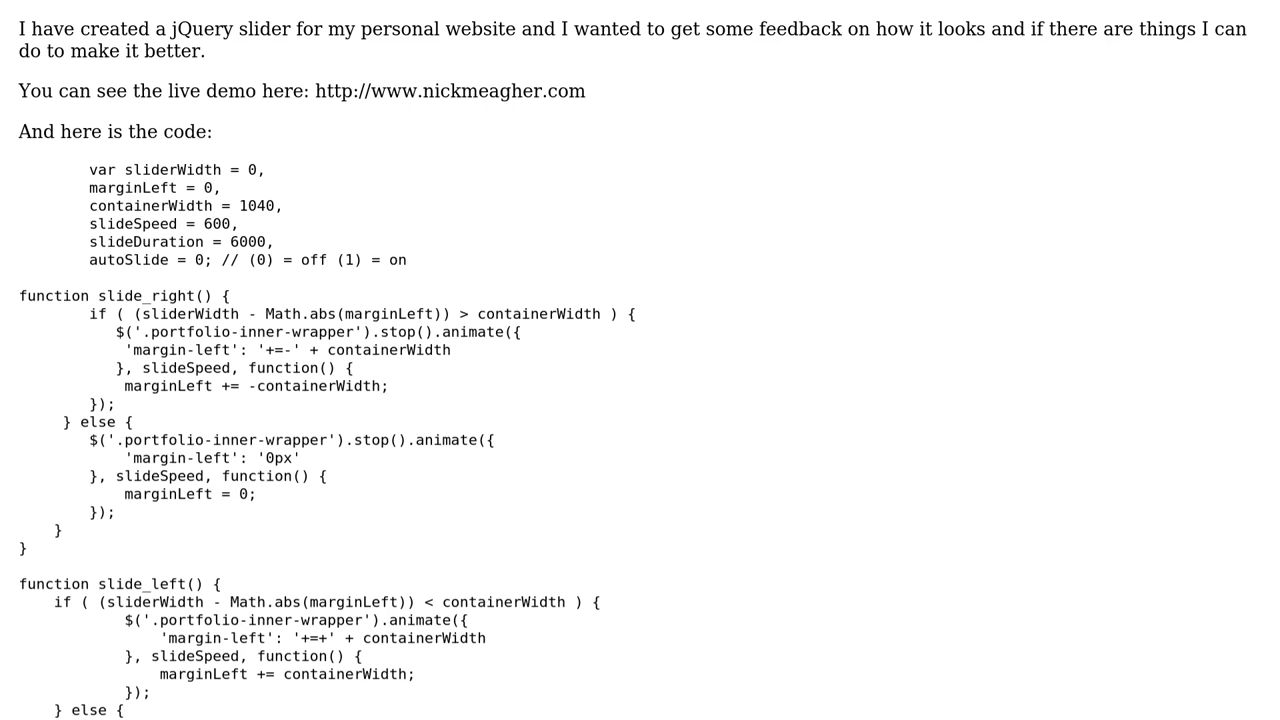 I have created a jQuery slider for my personal website and I wanted to get some feedback on how it looks and if there are things I can
do to make it better.
You can see the live demo here: http://www.nickmeagher.com
And here is the code:
var sliderWidth = 0,
marginLeft = 0,
containerWidth = 1040,
slideSpeed = 600,
slideDuration = 6000,
autoSlide = 0; // (0) = off (1) = on
function slide_right() {
if ( (sliderWidth - Math.abs(marginLeft)) > containerWidth ) {
$('.portfolio-inner-wrapper').stop().animate({
'margin-left': '+=-' + containerWidth
}, slideSpeed, function() {
marginLeft += -containerWidth;
});
} else {
$('.portfolio-inner-wrapper').stop().animate({
'margin-left': '0px'
}, slideSpeed, function() {
marginLeft = 0;
});
}
}
function slide_left() {
if ( (sliderWidth - Math.abs(marginLeft)) < containerWidth ) {
$('.portfolio-inner-wrapper').animate({
'margin-left': '+=+' + containerWidth
}, slideSpeed, function() {
marginLeft += containerWidth;
});
} else {